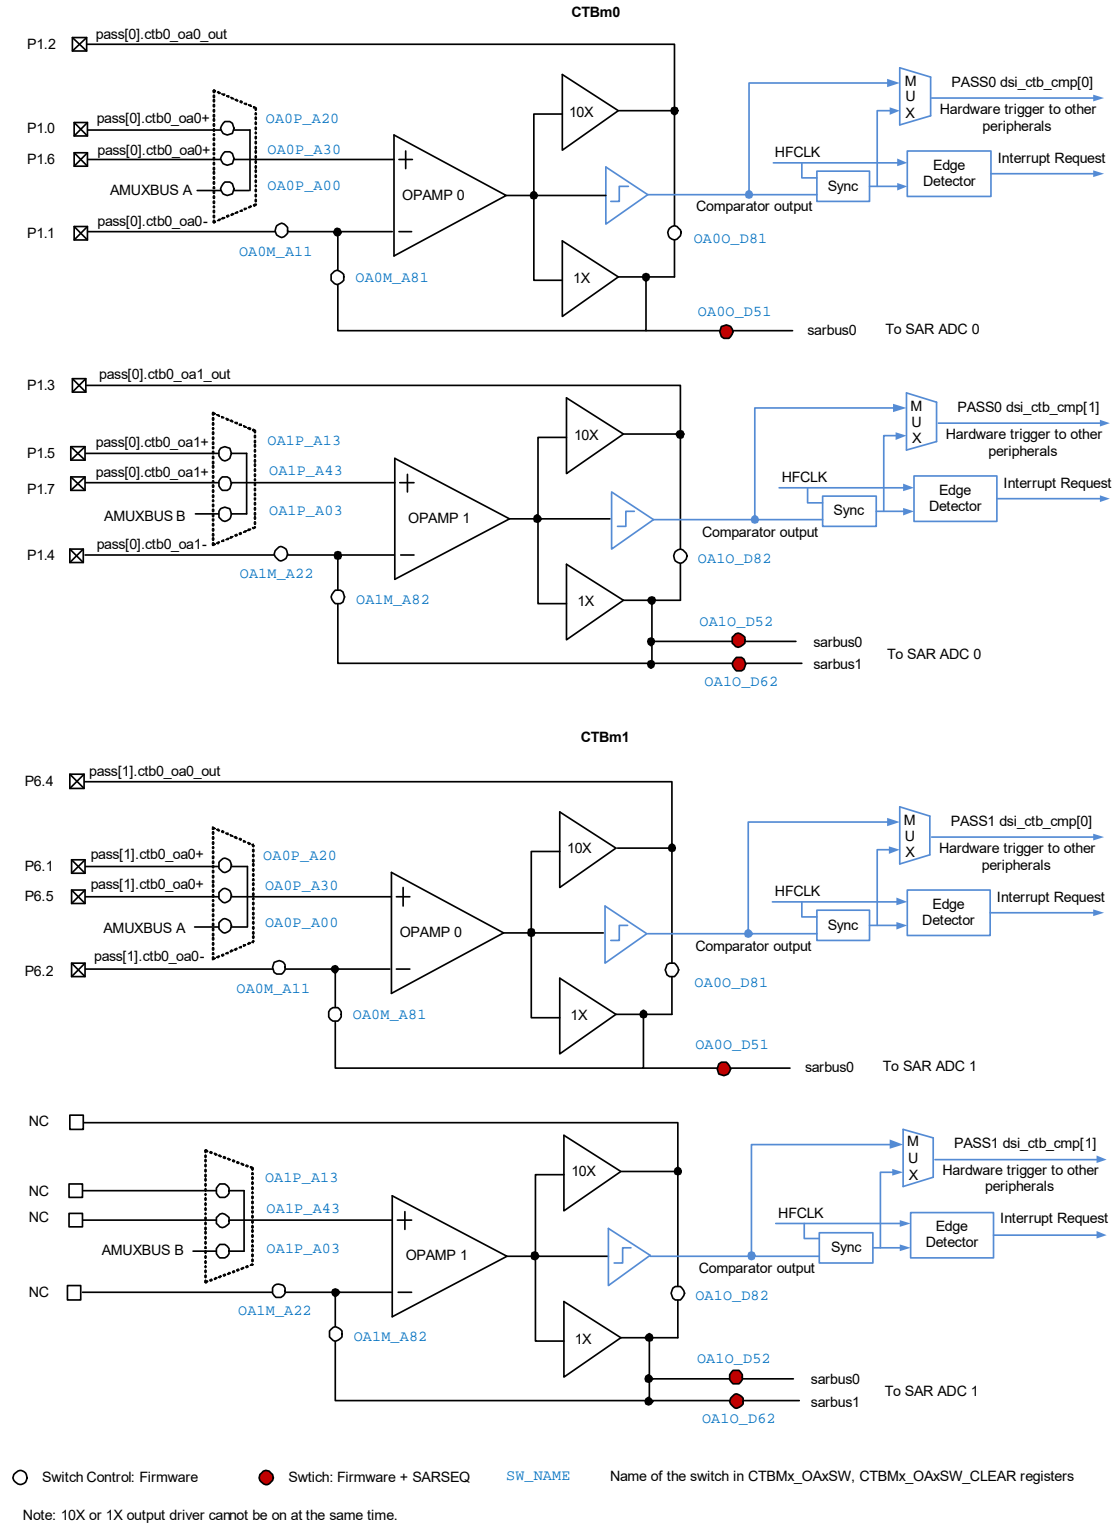 CTBm0
P1.2 pass[0].ctb0_oa0_out
P1.0 pass[0].ctb0_oa0+ OA0P_A20
P1.6 pass[0].ctb0_oa0+ OA0P_A30
AMUXBUS A OA0P_A00
P1.1 pass[0].ctb0_oa0-
OA0M_A11
OA0M_A81
+
OPAMP 0
−
10X
1X
OA0O_D81
OA0O_D51
sarbus0 To SAR ADC 0
Comparator output
HFCLK
Sync
M
U
X
PASS0 dsi_ctb_cmp[0]
Hardware trigger to other
peripherals
Edge
Detector
Interrupt Request
P1.3 pass[0].ctb0_oa1_out
P1.5 pass[0].ctb0_oa1+ OA1P_A13
P1.7 pass[0].ctb0_oa1+ OA1P_A43
AMUXBUS B OA1P_A03
P1.4 pass[0].ctb0_oa1-
OA1M_A22
OA1M_A82
+
OPAMP 1
−
10X
1X
OA1O_D82
OA1O_D52
sarbus0
sarbus1
To SAR ADC 0
OA1O_D62
Comparator output
HFCLK
Sync
M
U
X
PASS0 dsi_ctb_cmp[1]
Hardware trigger to other
peripherals
Edge
Detector
Interrupt Request
CTBm1
P6.4 pass[1].ctb0_oa0_out
P6.1 pass[1].ctb0_oa0+ OA0P_A20
P6.5 pass[1].ctb0_oa0+ OA0P_A30
AMUXBUS A OA0P_A00
P6.2 pass[1].ctb0_oa0-
OA0M_A11
OA0M_A81
+
OPAMP 0
−
10X
1X
OA0O_D81
OA0O_D51
sarbus0 To SAR ADC 1
Comparator output
HFCLK
Sync
M
U
X
PASS1 dsi_ctb_cmp[0]
Hardware trigger to other
peripherals
Edge
Detector
Interrupt Request
NC
NC OA1P_A13
NC OA1P_A43
AMUXBUS B OA1P_A03
NC
OA1M_A22
OA1M_A82
+
OPAMP 1
−
10X
1X
OA1O_D82
OA1O_D52
sarbus0
sarbus1
To SAR ADC 1
OA1O_D62
Comparator output
HFCLK
Sync
M
U
X
PASS1 dsi_ctb_cmp[1]
Hardware trigger to other
peripherals
Edge
Detector
Interrupt Request
Switch Control: Firmware Swtich: Firmware + SARSEQ SW_NAME Name of the switch in CTBMx_OAxSW, CTBMx_OAxSW_CLEAR registers
Note: 10X or 1X output driver cannot be on at the same time.